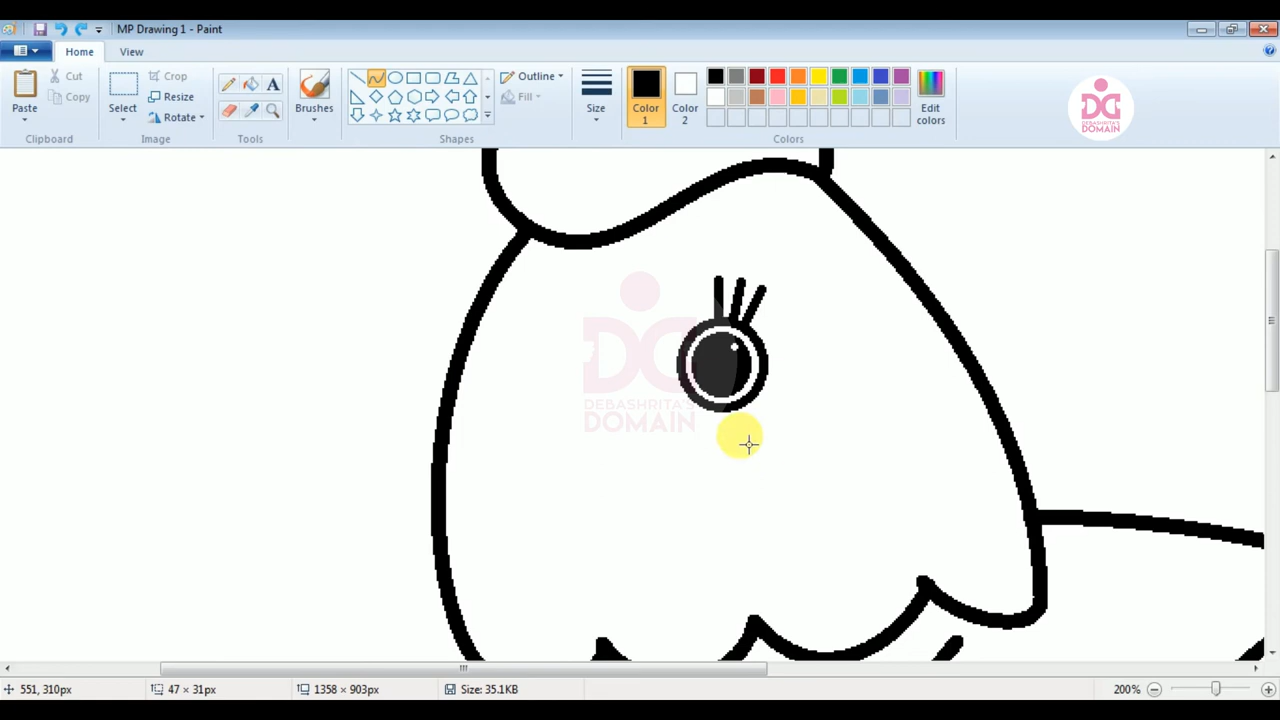 MP Drawing 1 - Paint
Home View
Paste
Cut
Copy
Clipboard
Select
Crop
Resize
Rotate
Image
A
Tools
Brushes
Outline
Fill
Shapes
Size
Color 1
Color 2
Edit colors
Colors
DEBASHRITA'S
DOMAIN
DEBASHRITA'S
DOMAIN
551, 310px
47 × 31px
1358 × 903px
Size: 35.1KB
200%